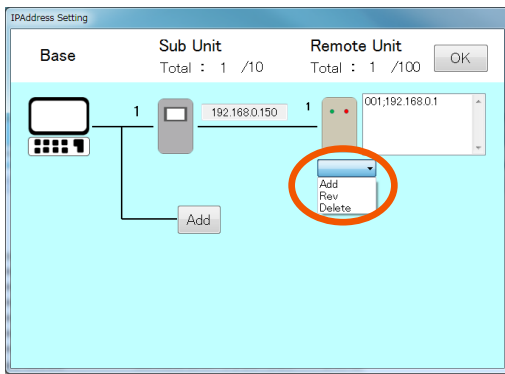 IPAddress Setting
Base
Sub Unit
Total : 1 /10
Remote Unit
Total : 1 /100
OK
1
192.168.0.150
1
001;192.168.0.1
Add
Rev
Delete
Add